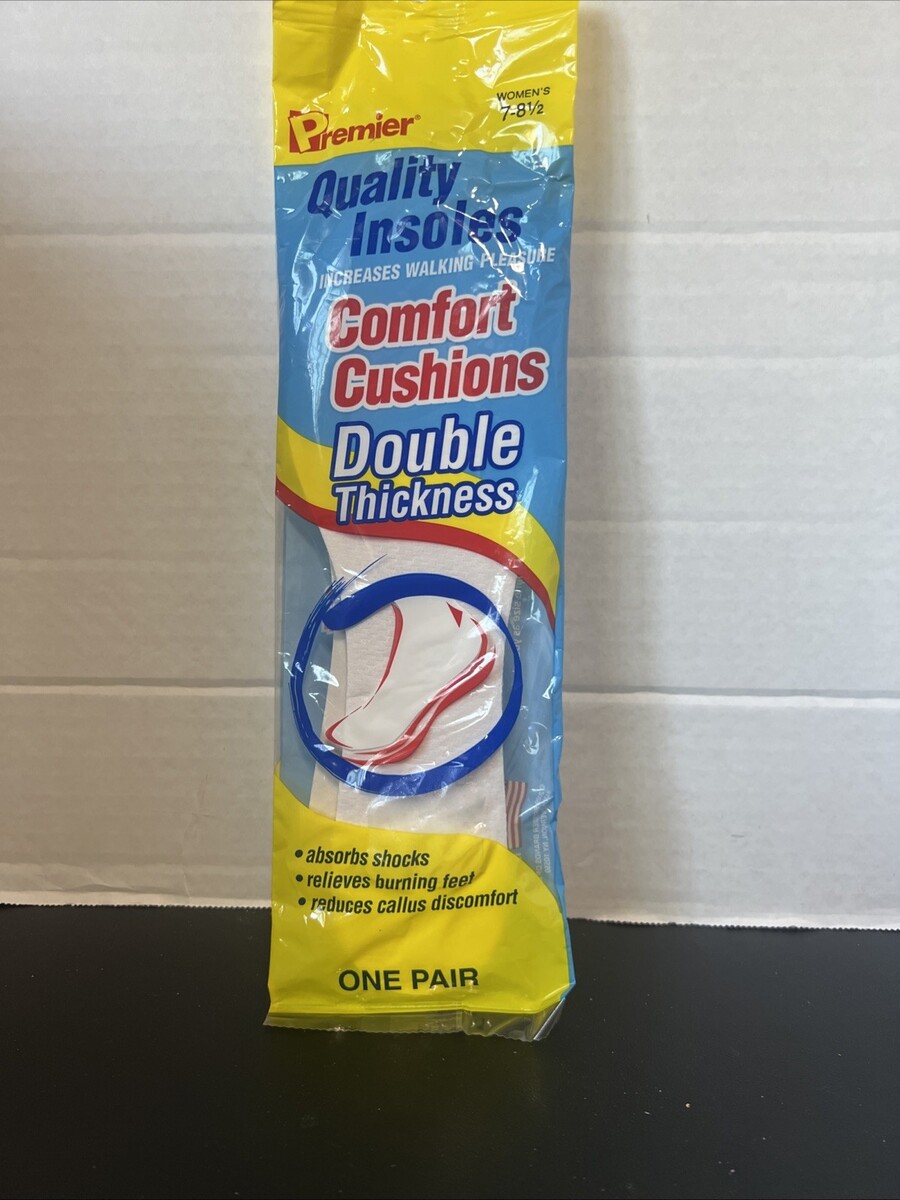 Premier®
WOMEN'S
7-8½
Quality
Insoles
INCREASES WALKING PLEASURE
Comfort
Cushions
Double
Thickness
• absorbs shocks
• relieves burning feet
• reduces callus discomfort
ONE PAIR